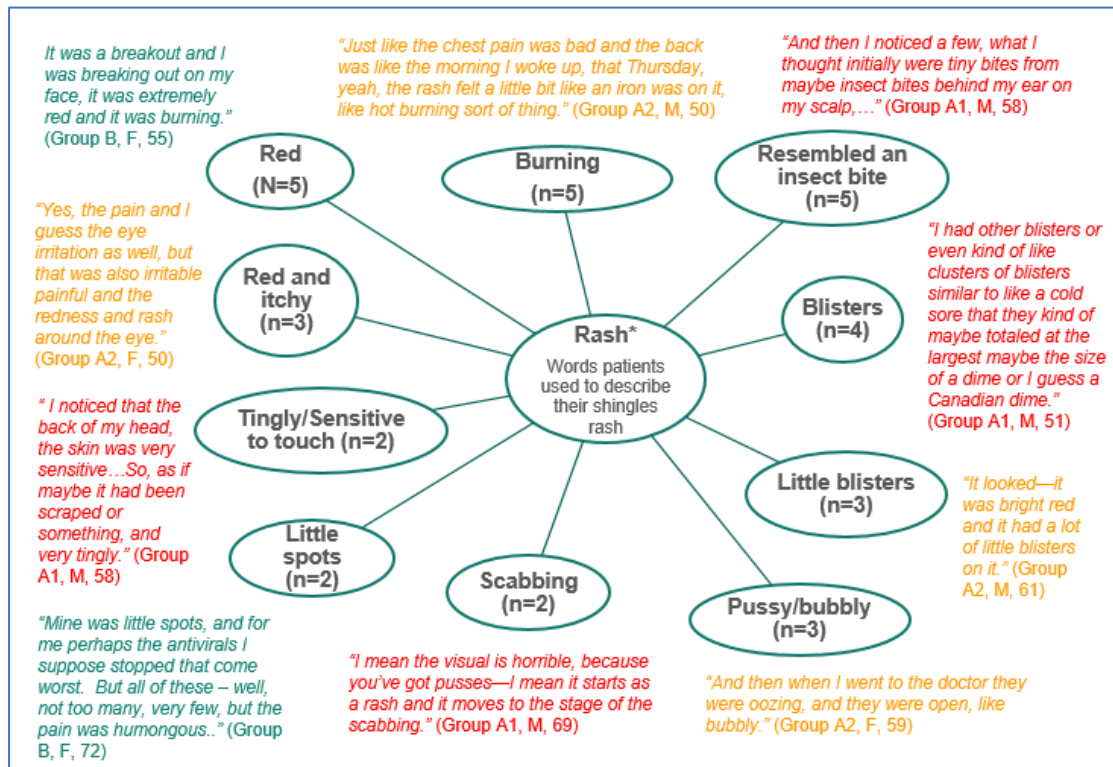 It was a breakout and I
was breaking out on my
face, it was extremely
red and it was burning.”
(Group B, F, 55)
“Just like the chest pain was bad and the back
was like the morning I woke up, that Thursday,
yeah, the rash felt a little bit like an iron was on it,
like hot burning sort of thing.” (Group A2, M, 50)
“And then I noticed a few, what I
thought initially were tiny bites from
maybe insect bites behind my ear on
my scalp,…” (Group A1, M, 58)
Red
(N=5)
Burning
(n=5)
Resembled an
insect bite
(n=5)
“Yes, the pain and I
guess the eye
irritation as well, but
that was also irritable
painful and the
redness and rash
around the eye.”
(Group A2, F, 50)
Red and
itchy
(n=3)
Blisters
(n=4)
“I had other blisters or
even kind of like
clusters of blisters
similar to like a cold
sore that they kind of
maybe totaled at the
largest maybe the size
of a dime or I guess a
Canadian dime.”
(Group A1, M, 51)
Rash*
Words patients
used to describe
their shingles
rash
“ I noticed that the
back of my head,
the skin was very
sensitive…So, as if
maybe it had been
scraped or
something, and
very tingly.” (Group
A1, M, 58)
Tingly/Sensitive
to touch (n=2)
Little blisters
(n=3)
“It looked—it
was bright red
and it had a lot
of little blisters
on it.” (Group
A2, M, 61)
Little
spots
(n=2)
Scabbing
(n=2)
Pussy/bubbly
(n=3)
“Mine was little spots, and for
me perhaps the antivirals I
suppose stopped that come
worst.  But all of these – well,
not too many, very few, but the
pain was humongous..” (Group
B, F, 72)
“I mean the visual is horrible, because
you’ve got pusses—I mean it starts as
a rash and it moves to the stage of the
scabbing.” (Group A1, M, 69)
“And then when I went to the doctor they
were oozing, and they were open, like
bubbly.” (Group A2, F, 59)